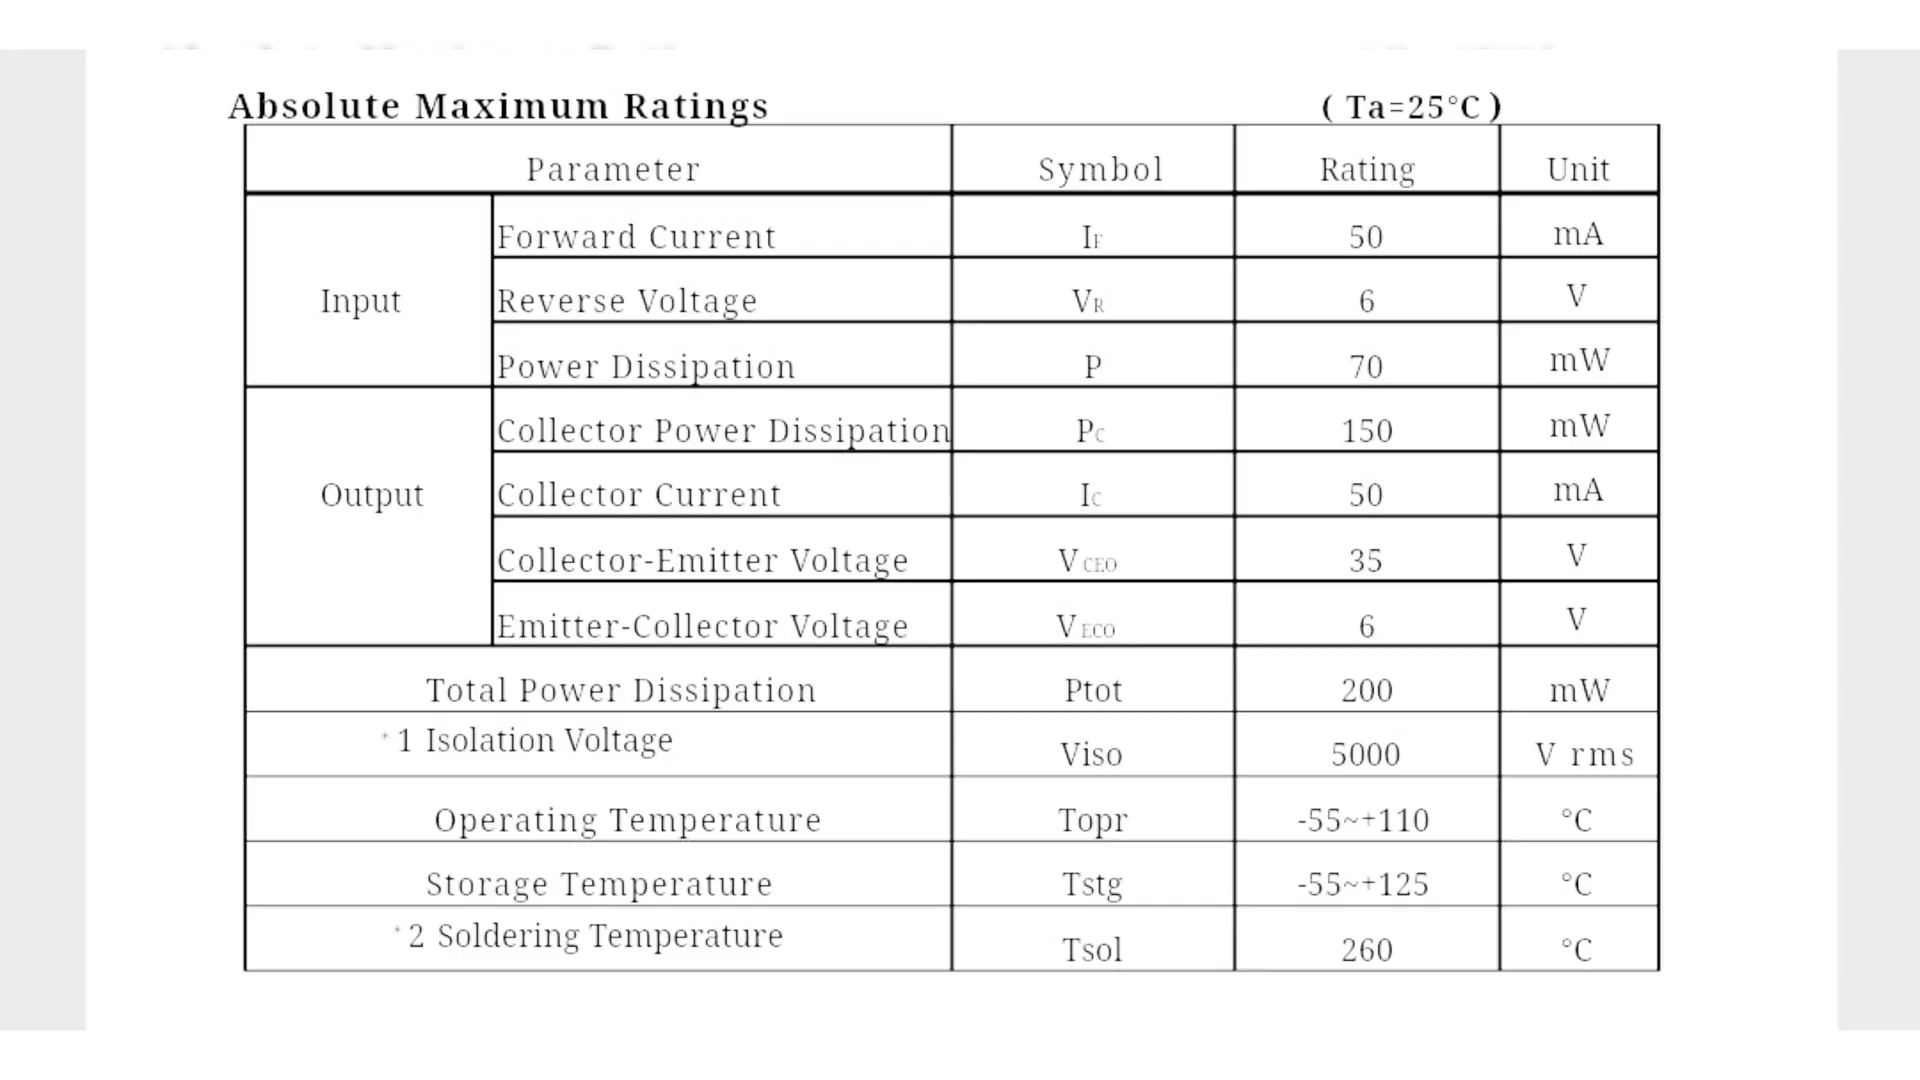 Absolute Maximum Ratings ( Ta=25°C )
Parameter Symbol Rating Unit
Input Forward Current IF 50 mA
Reverse Voltage VR 6 V
Power Dissipation P 70 mW
Output Collector Power Dissipation PC 150 mW
Collector Current IC 50 mA
Collector-Emitter Voltage VCEO 35 V
Emitter-Collector Voltage VECO 6 V
Total Power Dissipation Ptot 200 mW
*1 Isolation Voltage Viso 5000 V rms
Operating Temperature Topr -55~+110 °C
Storage Temperature Tstg -55~+125 °C
*2 Soldering Temperature Tsol 260 °C